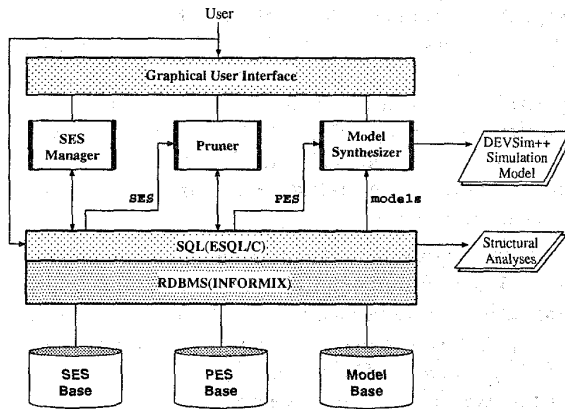 User
Graphical User Interface
SES
Manager
Pruner
Model
Synthesizer
DEVSim++
Simulation
Model
SES
PES
models
SQL(ESQL/C)
Structural
Analyses
RDBMS(INFORMIX)
SES
Base
PES
Base
Model
Base